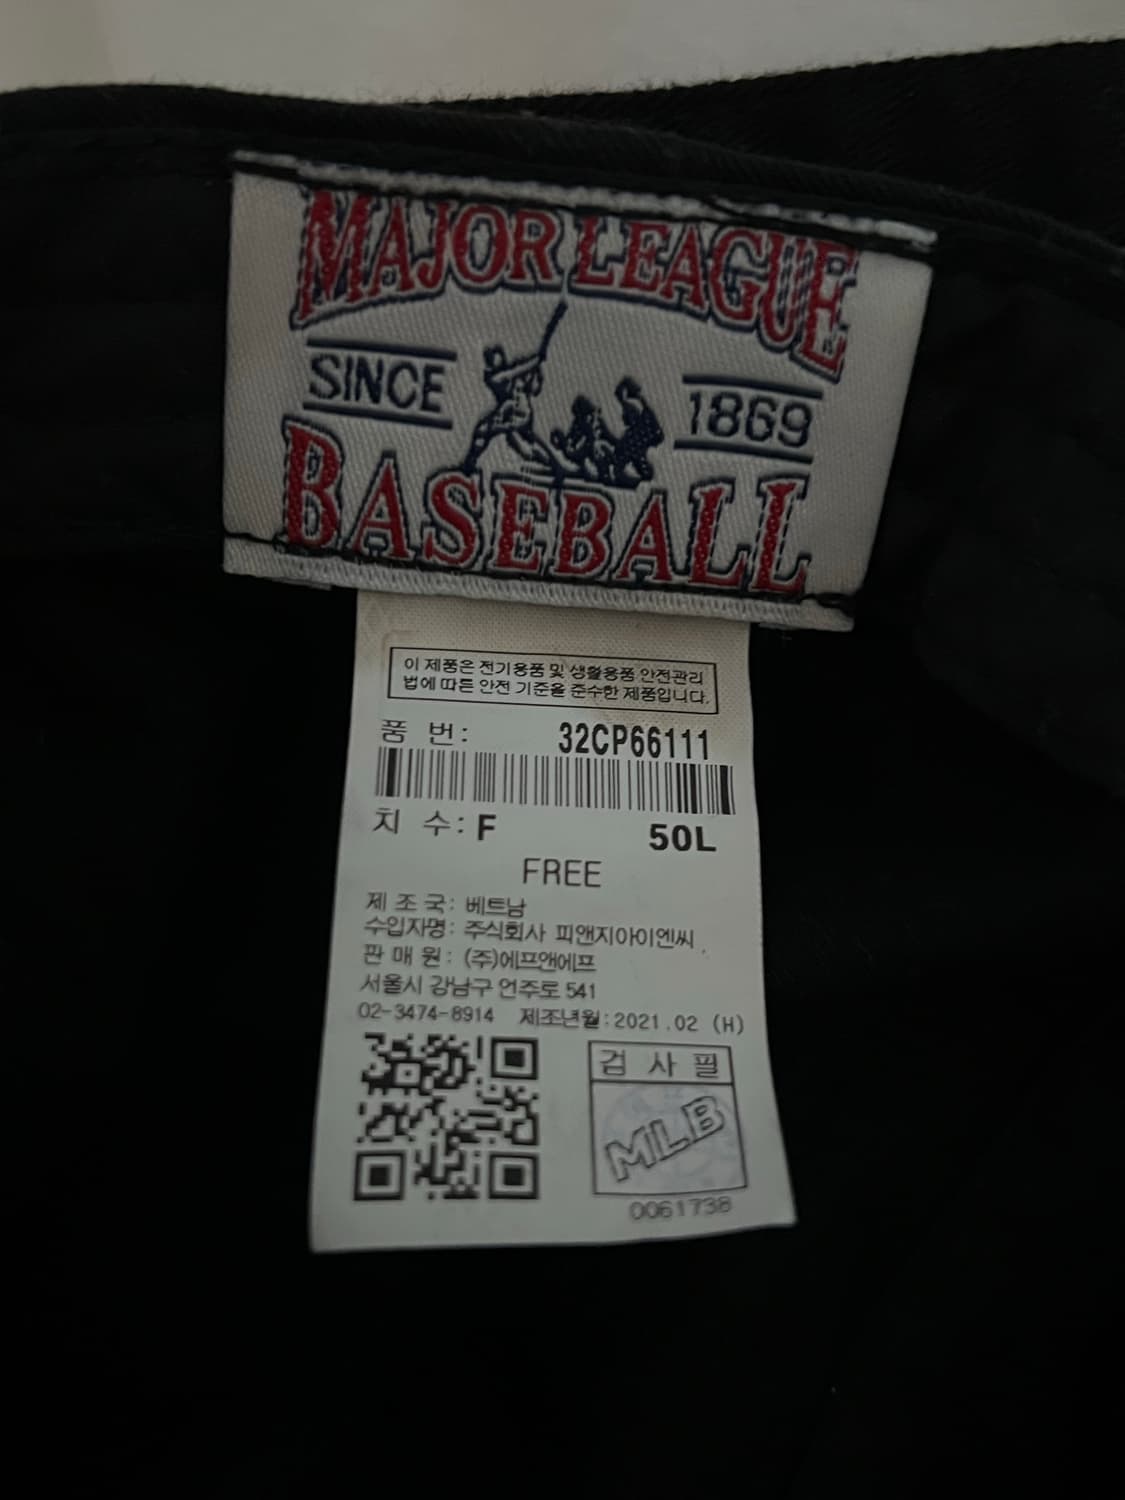 MAJOR LEAGUE
SINCE 1869
BASEBALL
이 제품은 전기용품 및 생활용품 안전관리
법에 따른 안전 기준을 준수한 제품입니다.
품 번: 32CP66111
치 수: F 50L
FREE
제 조 국: 베트남
수입자명: 주식회사 피앤지아이엔씨
판 매 원: (주)에프앤에프
서울시 강남구 언주로 541
02-3474-8914 제조년월:2021.02 (H)
검 사 필
MLB
0061738